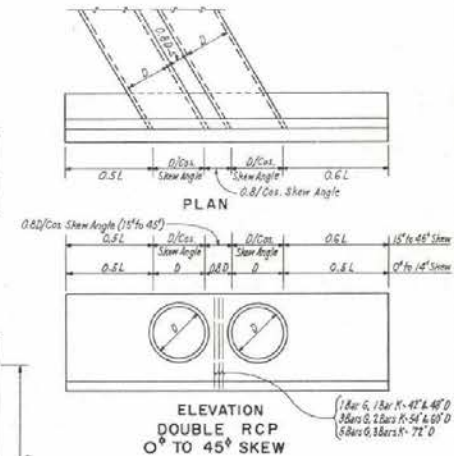 0.8D
D
D
0.5L
D/Cos.
Skew Angle
D/Cos.
Skew Angle
0.6L
0.8/Cos. Skew Angle
PLAN
0.8D/Cos. Skew Angle (15° to 45°)
0.5L
D/Cos.
Skew Angle
D/Cos.
Skew Angle
0.6L
15° to 45° Skew
0.5L
D
0.8D
D
0.5L
0° to 14° Skew
D
D
ELEVATION
DOUBLE RCP
0° TO 45° SKEW
1 Bar G, 1 Bar K - 42" & 48" D
3 Bars G, 2 Bars K - 54" & 60" D
5 Bars G, 3 Bars K - 72" D